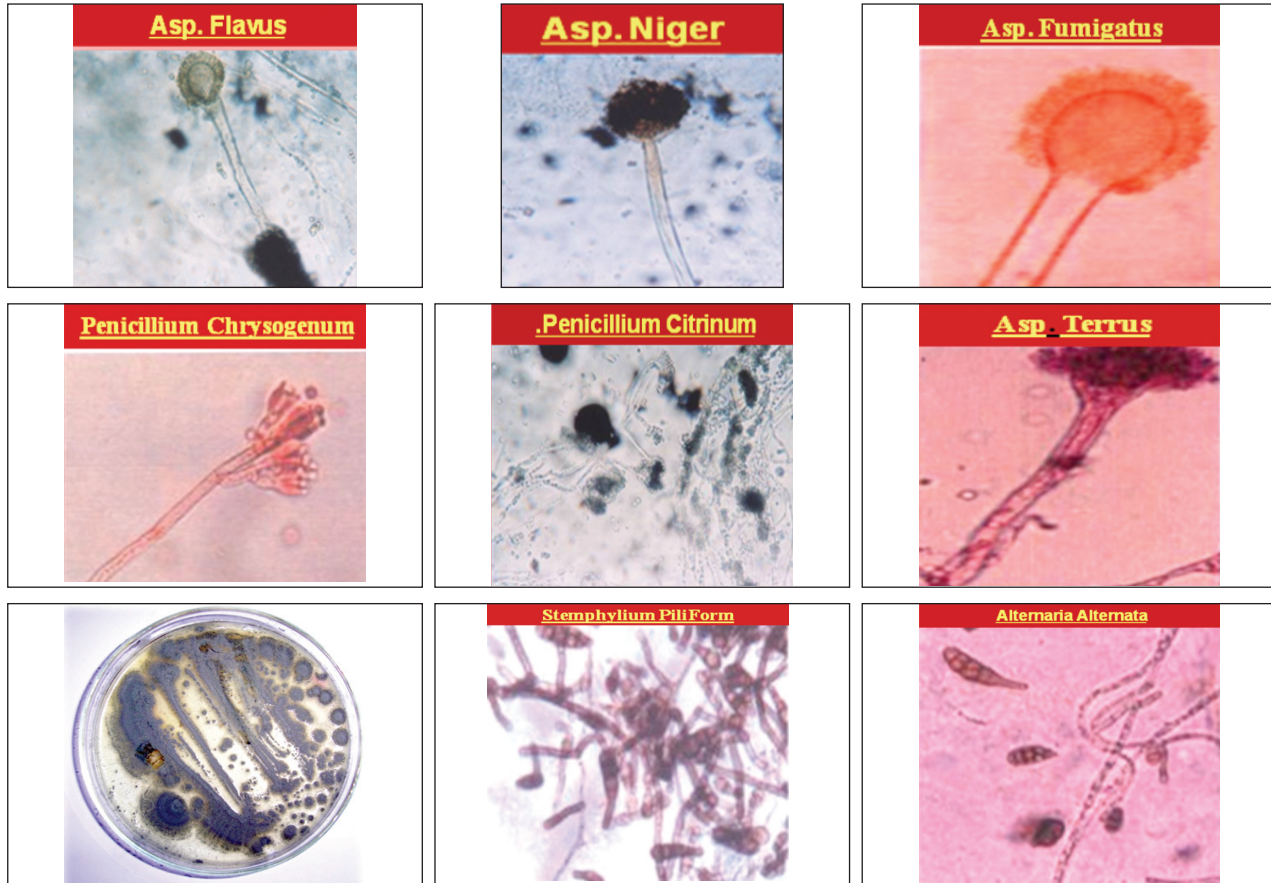 Asp. Flavus
Asp. Niger
Asp. Fumigatus
Penicillium Chrysogenum
.Penicillium Citrinum
Asp. Terrus
Stemphylium PiliForm
Alternaria Alternata